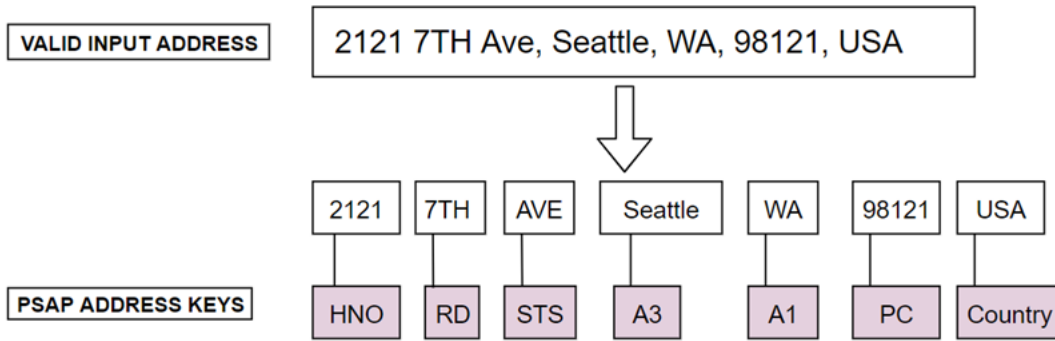 VALID INPUT ADDRESS
2121 7TH Ave, Seattle, WA, 98121, USA
2121 7TH AVE Seattle WA 98121 USA
PSAP ADDRESS KEYS
HNO RD STS A3 A1 PC Country